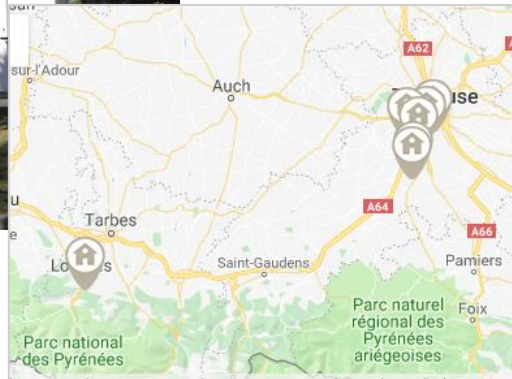 sur-l'Adour
A62
Auch
A64
Tarbes
A66
Saint-Gaudens
Pamiers
Parc naturel
régional des
Pyrénées
ariégeoises
Foix
Parc national
des Pyrénées